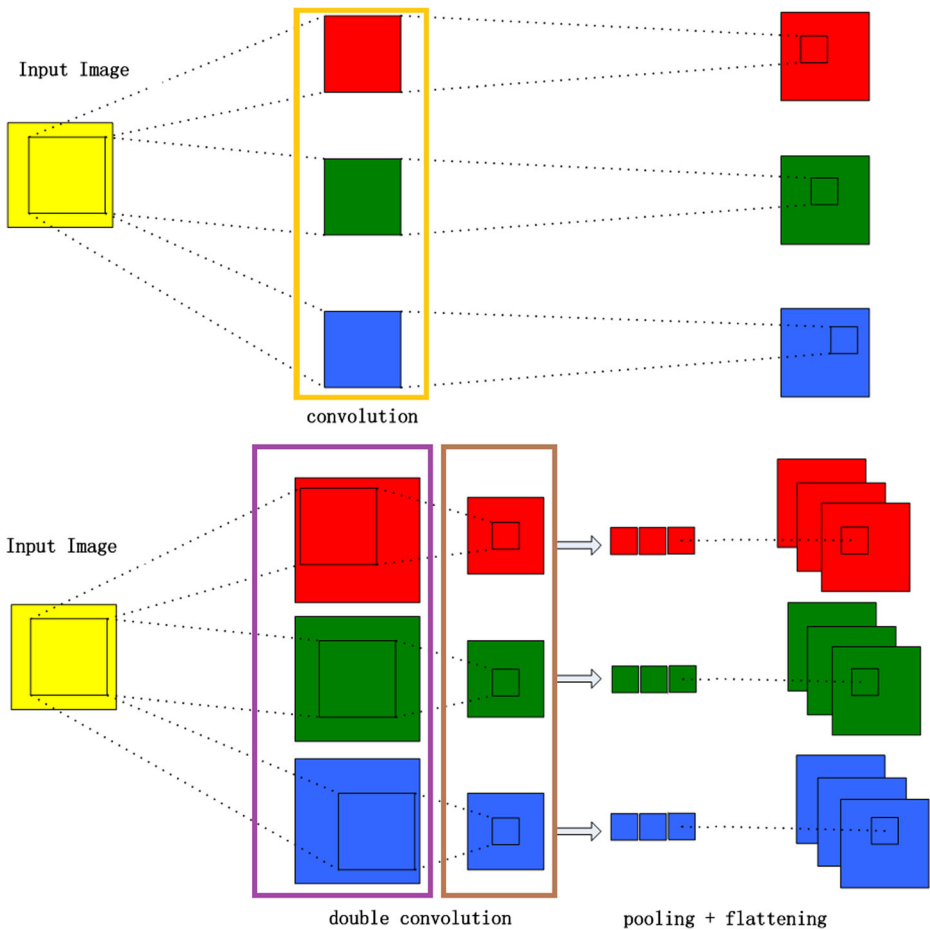 Input Image
convolution
Input Image
double convolution
pooling + flattening